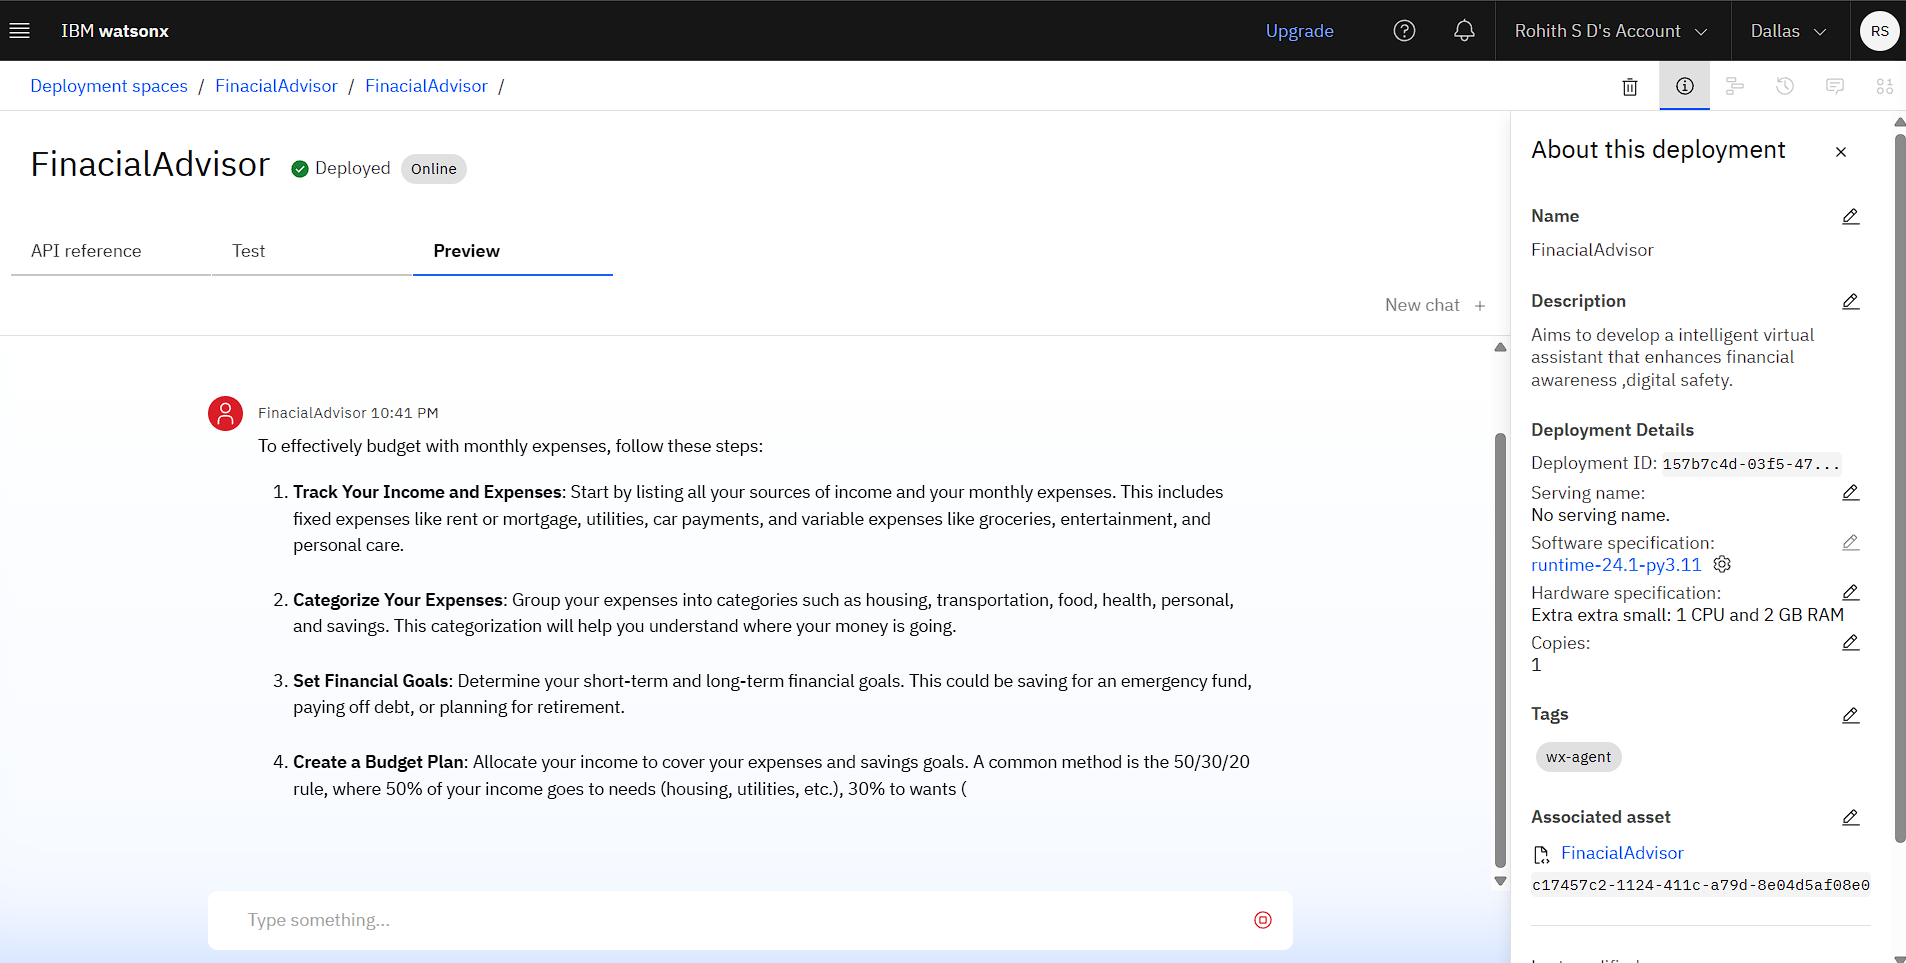 IBM watsonx
Upgrade
Rohith S D's Account
Dallas
RS
Deployment spaces / FinacialAdvisor / FinacialAdvisor /
FinacialAdvisor
Deployed
Online
API reference
Test
Preview
New chat +
FinacialAdvisor 10:41 PM
To effectively budget with monthly expenses, follow these steps:
1. Track Your Income and Expenses: Start by listing all your sources of income and your monthly expenses. This includes
fixed expenses like rent or mortgage, utilities, car payments, and variable expenses like groceries, entertainment, and
personal care.
2. Categorize Your Expenses: Group your expenses into categories such as housing, transportation, food, health, personal,
and savings. This categorization will help you understand where your money is going.
3. Set Financial Goals: Determine your short-term and long-term financial goals. This could be saving for an emergency fund,
paying off debt, or planning for retirement.
4. Create a Budget Plan: Allocate your income to cover your expenses and savings goals. A common method is the 50/30/20
rule, where 50% of your income goes to needs (housing, utilities, etc.), 30% to wants (
Type something...
About this deployment
Name
FinacialAdvisor
Description
Aims to develop a intelligent virtual
assistant that enhances financial
awareness ,digital safety.
Deployment Details
Deployment ID: 157b7c4d-03f5-47...
Serving name:
No serving name.
Software specification:
runtime-24.1-py3.11
Hardware specification:
Extra extra small: 1 CPU and 2 GB RAM
Copies:
1
Tags
wx-agent
Associated asset
FinacialAdvisor
c17457c2-1124-411c-a79d-8e04d5af08e0